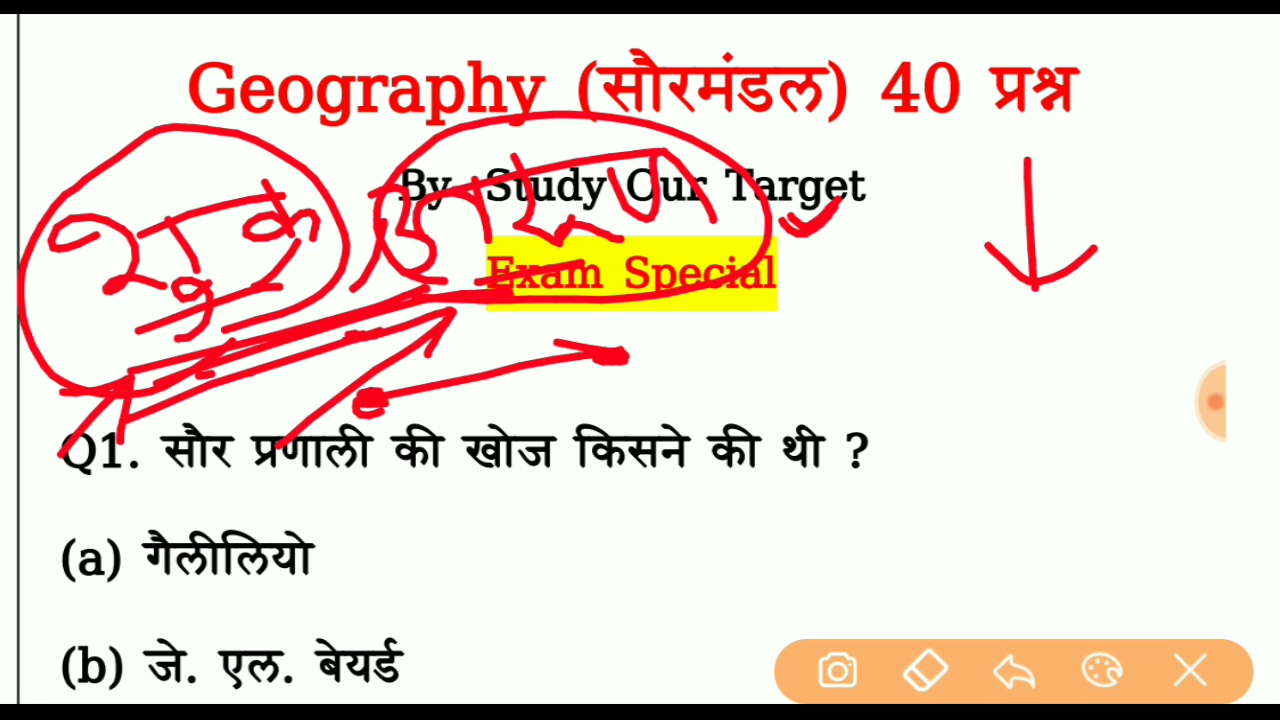 Geography (सौरमंडल) 40 प्रश्न
By Study Our Target
Exam Special
Q1. सौर प्रणाली की खोज किसने की थी ?
(a) गैलीलियो
(b) जे. एल. बेयर्ड